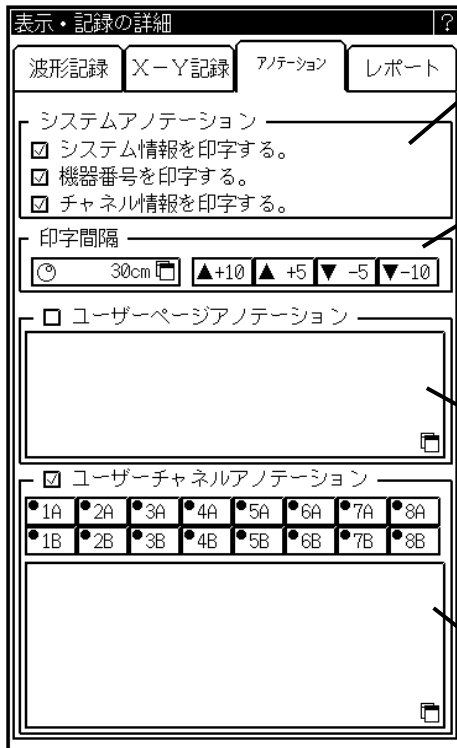 表示・記録の詳細 ?
波形記録 X－Y記録 ｱﾉﾃｰｼｮﾝ レポート
システムアノテーション
☑ システム情報を印字する。
☑ 機器番号を印字する。
☑ チャネル情報を印字する。
印字間隔
30cm ▲+10 ▲ +5 ▼ -5 ▼-10
□ ユーザーページアノテーション
☑ ユーザーチャネルアノテーション
●1A ●2A ●3A ●4A ●5A ●6A ●7A ●8A
●1B ●2B ●3B ●4B ●5B ●6B ●7B ●8B